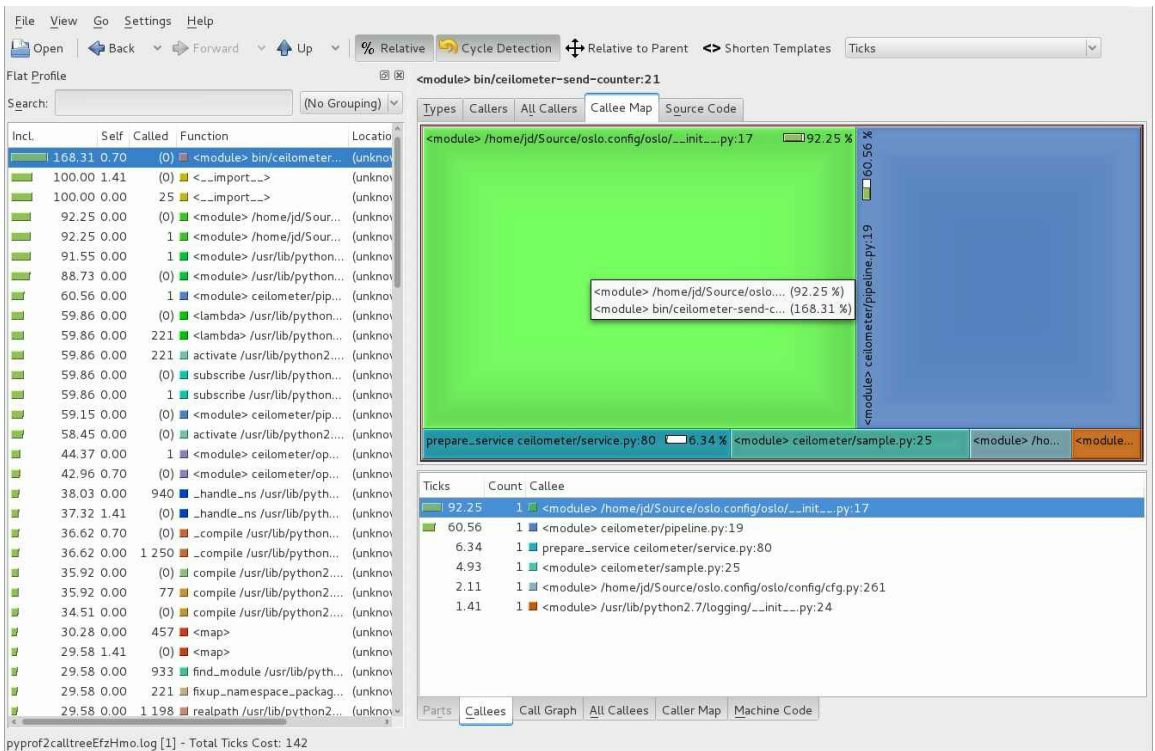 File View Go Settings Help
Open Back Forward Up % Relative Cycle Detection Relative to Parent <> Shorten Templates Ticks
Flat Profile
Search: (No Grouping)
Incl. Self Called Function Locatio
168.31 0.70 (0) <module> bin/ceilometer... (unknov
100.00 1.41 (0) <__import__> (unknov
100.00 0.00 25 <__import__> (unknov
92.25 0.00 (0) <module> /home/jd/Sour... (unknov
92.25 0.00 1 <module> /home/jd/Sour... (unknov
91.55 0.00 1 <module> /usr/lib/python... (unknov
88.73 0.00 (0) <module> /usr/lib/python... (unknov
60.56 0.00 1 <module> ceilometer/pip... (unknov
59.86 0.00 (0) <lambda> /usr/lib/python... (unknov
59.86 0.00 221 <lambda> /usr/lib/python... (unknov
59.86 0.00 221 activate /usr/lib/python2.... (unknov
59.86 0.00 (0) subscribe /usr/lib/python... (unknov
59.86 0.00 1 subscribe /usr/lib/python... (unknov
59.15 0.00 (0) <module> ceilometer/pip... (unknov
58.45 0.00 (0) activate /usr/lib/python2.... (unknov
44.37 0.00 1 <module> ceilometer/op... (unknov
42.96 0.70 (0) <module> ceilometer/op... (unknov
38.03 0.00 940 _handle_ns /usr/lib/pyth... (unknov
37.32 1.41 (0) _handle_ns /usr/lib/pyth... (unknov
36.62 0.70 (0) _compile /usr/lib/python... (unknov
36.62 0.00 1 250 _compile /usr/lib/python... (unknov
35.92 0.00 (0) compile /usr/lib/python2.... (unknov
35.92 0.00 77 compile /usr/lib/python2.... (unknov
34.51 0.00 (0) compile /usr/lib/python2.... (unknov
30.28 0.00 457 <map> (unknov
29.58 1.41 (0) <map> (unknov
29.58 0.00 933 find_module /usr/lib/pyth... (unknov
29.58 0.00 221 fixup_namespace_packag... (unknov
29.58 0.00 1 198 realpath /usr/lib/python2... (unknov
<module> bin/ceilometer-send-counter:21
Types Callers All Callers Callee Map Source Code
<module> /home/jd/Source/oslo.config/oslo/__init__.py:17 92.25 %
<module> ceilometer/pipeline.py:19 60.56 %
<module> /home/jd/Source/oslo.... (92.25 %)
<module> bin/ceilometer-send-c... (168.31 %)
prepare_service ceilometer/service.py:80 6.34 % <module> ceilometer/sample.py:25 <module> /ho... <module...
Ticks Count Callee
92.25 1 <module> /home/jd/Source/oslo.config/oslo/__init__.py:17
60.56 1 <module> ceilometer/pipeline.py:19
6.34 1 prepare_service ceilometer/service.py:80
4.93 1 <module> ceilometer/sample.py:25
2.11 1 <module> /home/jd/Source/oslo.config/oslo/config/cfg.py:261
1.41 1 <module> /usr/lib/python2.7/logging/__init__.py:24
Parts Callees Call Graph All Callees Caller Map Machine Code
pyprof2calltreeEfzHmo.log [1] - Total Ticks Cost: 142